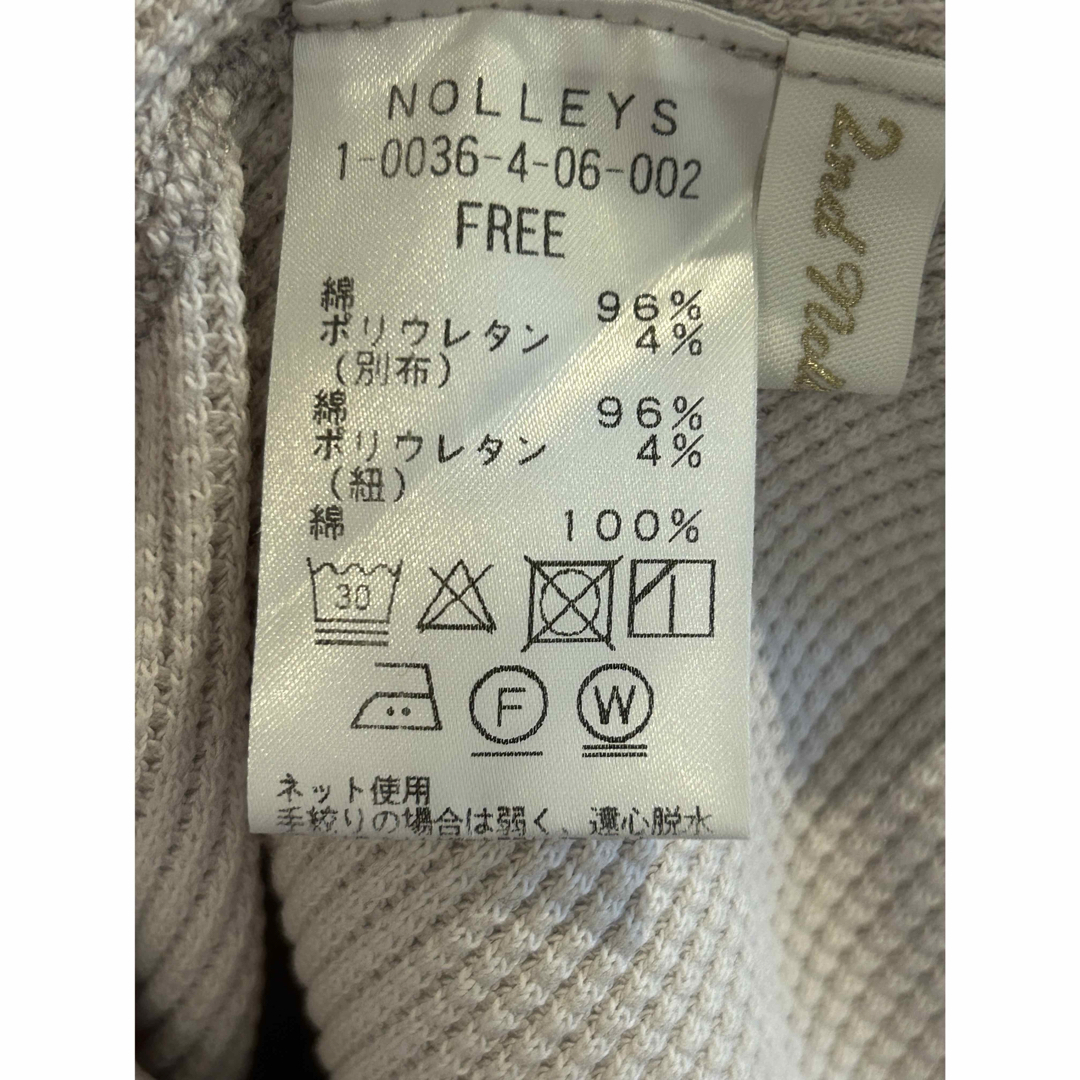 NOLLEYS
1-0036-4-06-002
FREE
綿 96%
ポリウレタン 4%
(別布)
綿 96%
ポリウレタン 4%
(紐)
綿 100%
30
F
W
ネット使用
手絞りの場合は弱く、遠心脱水
2nd